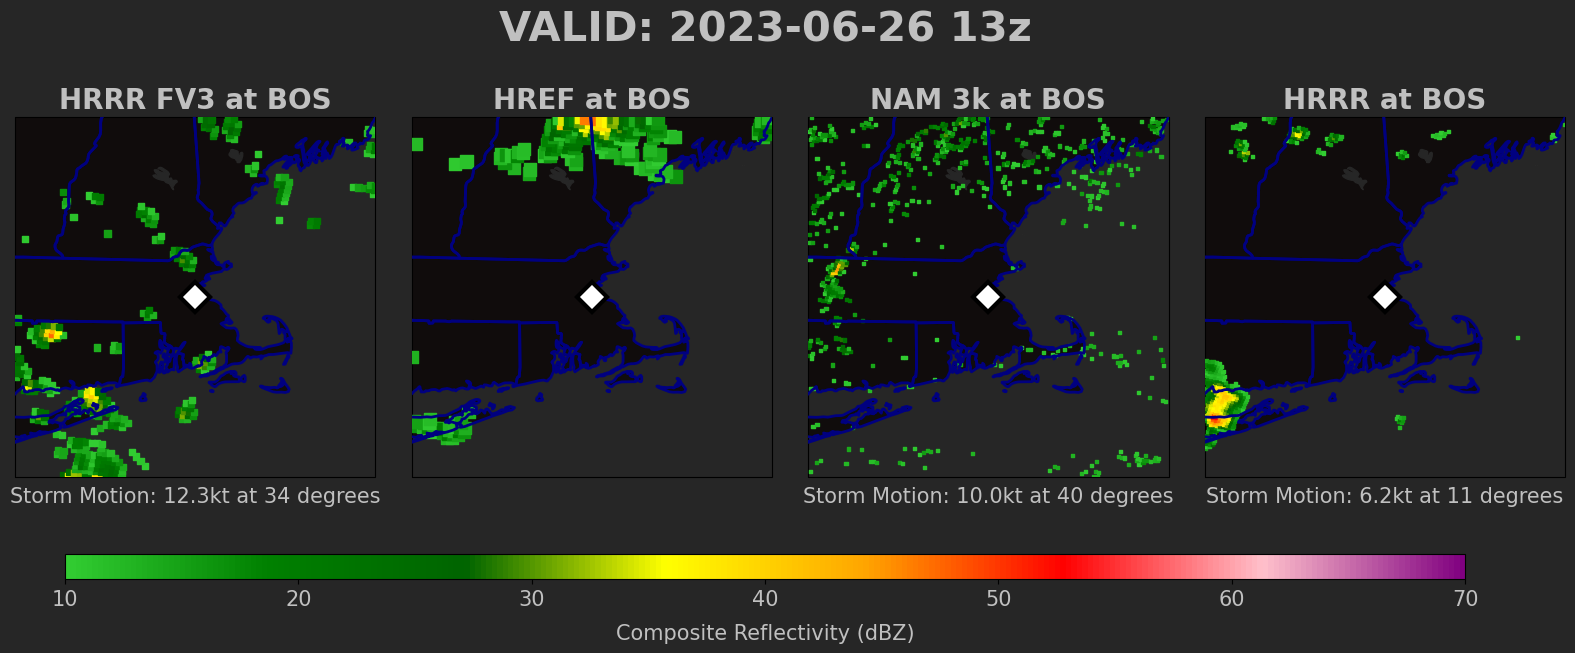 VALID: 2023-06-26 13z
HRRR FV3 at BOS
HREF at BOS
NAM 3k at BOS
HRRR at BOS
Storm Motion: 12.3kt at 34 degrees
Storm Motion: 10.0kt at 40 degrees
Storm Motion: 6.2kt at 11 degrees
10 20 30 40 50 60 70
Composite Reflectivity (dBZ)